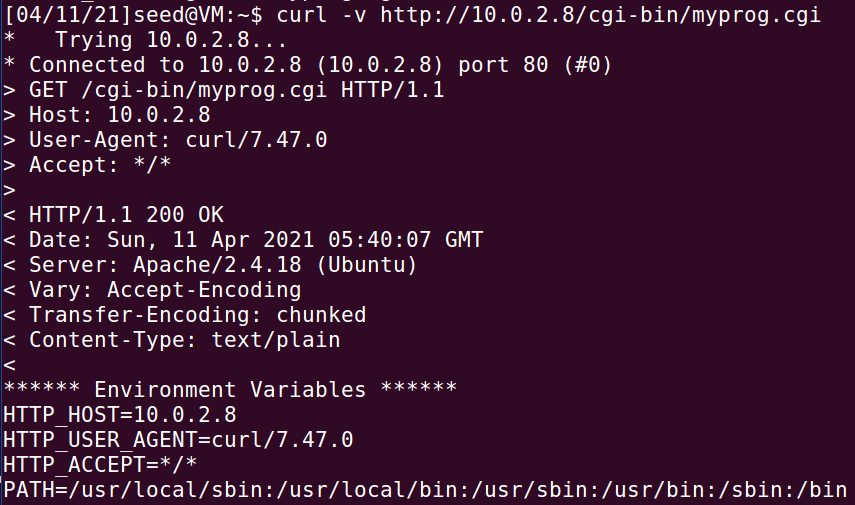 [04/11/21]seed@VM:~$ curl -v http://10.0.2.8/cgi-bin/myprog.cgi
*   Trying 10.0.2.8...
* Connected to 10.0.2.8 (10.0.2.8) port 80 (#0)
> GET /cgi-bin/myprog.cgi HTTP/1.1
> Host: 10.0.2.8
> User-Agent: curl/7.47.0
> Accept: */*
>
< HTTP/1.1 200 OK
< Date: Sun, 11 Apr 2021 05:40:07 GMT
< Server: Apache/2.4.18 (Ubuntu)
< Vary: Accept-Encoding
< Transfer-Encoding: chunked
< Content-Type: text/plain
<
****** Environment Variables ******
HTTP_HOST=10.0.2.8
HTTP_USER_AGENT=curl/7.47.0
HTTP_ACCEPT=*/*
PATH=/usr/local/sbin:/usr/local/bin:/usr/sbin:/usr/bin:/sbin:/bin